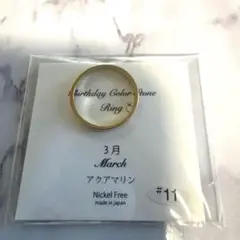 Birthday Color Stone
Ring
3月
March
アクアマリン
Nickel Free
made in japan
#11